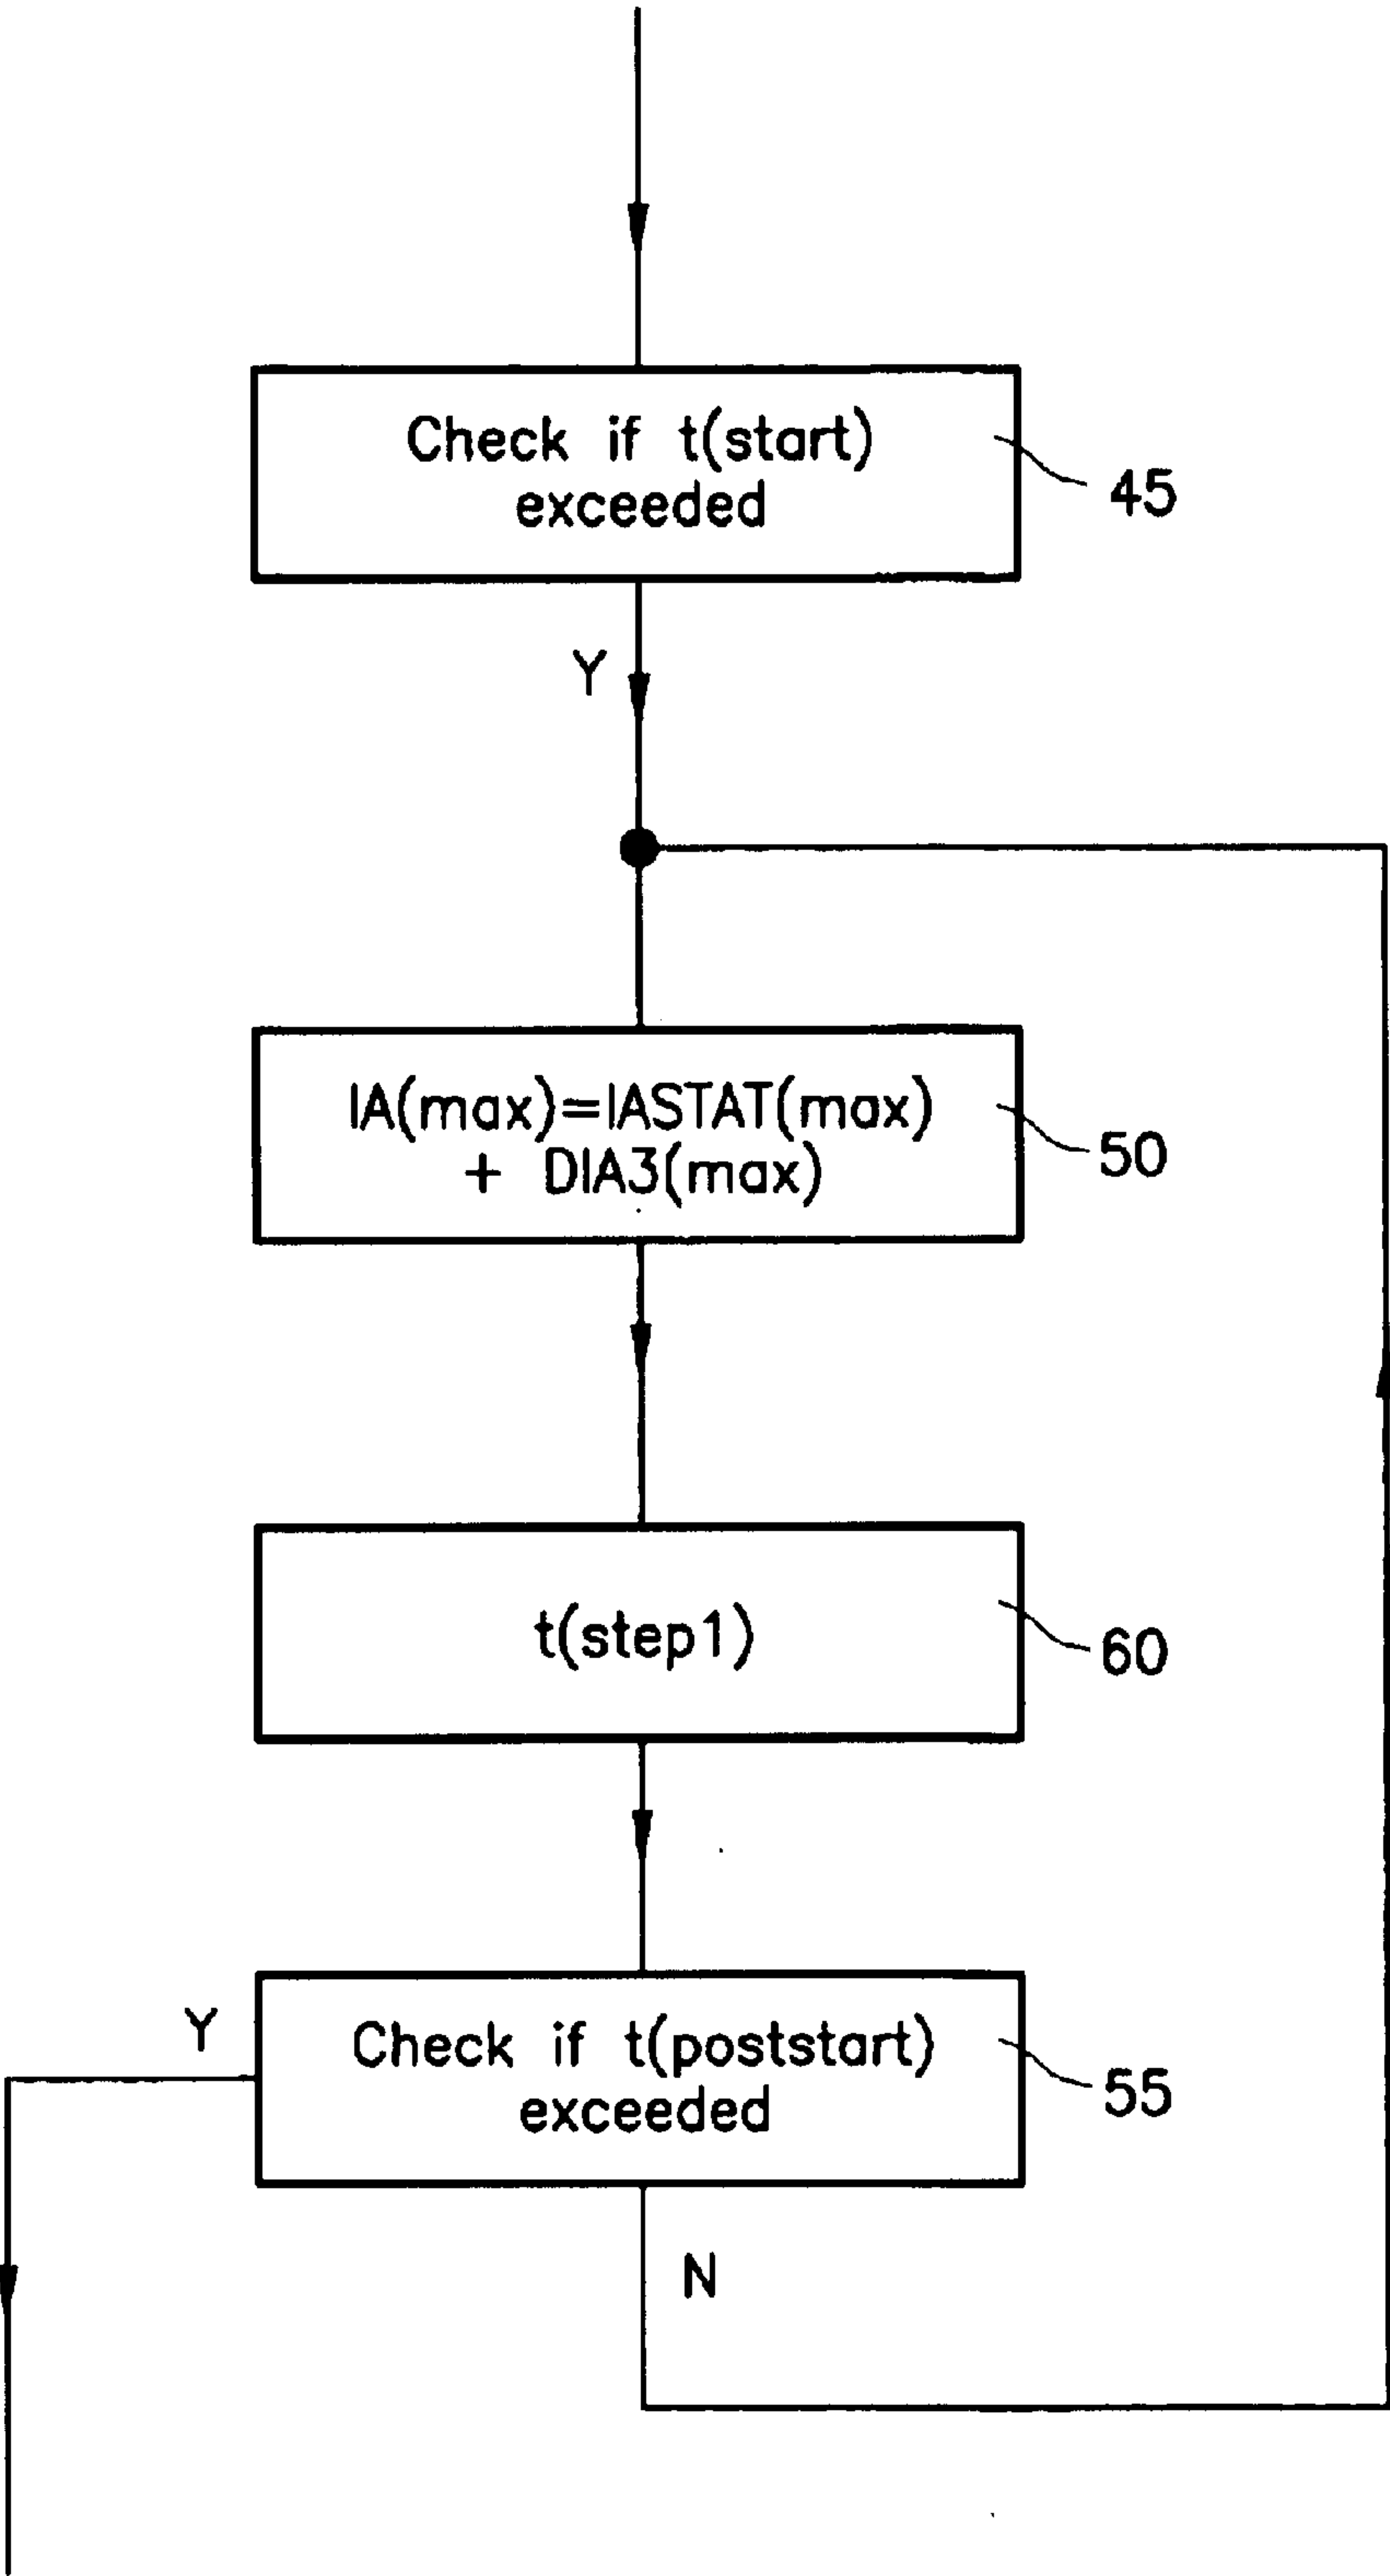 Check if t(start)
exceeded
45
Y
IA(max)=IASTAT(max)
+ DIA3(max)
50
t(step1)
60
Y
Check if t(poststart)
exceeded
55
N